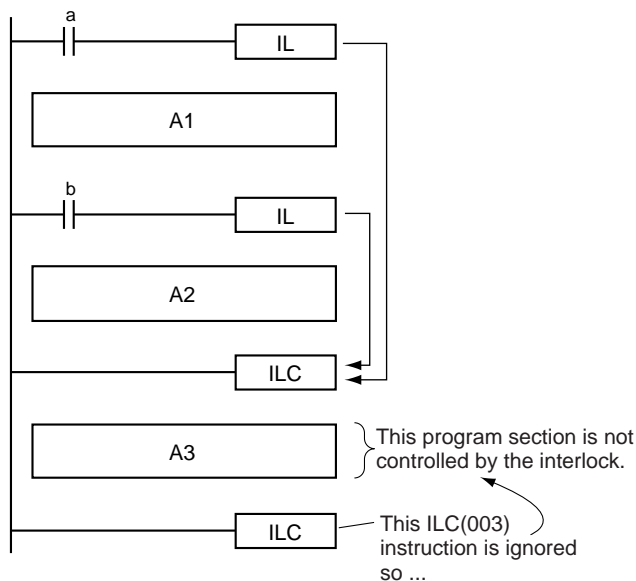 a
IL
A1
b
IL
A2
ILC
A3
This program section is not
controlled by the interlock.
ILC
This ILC(003)
instruction is ignored
so ...